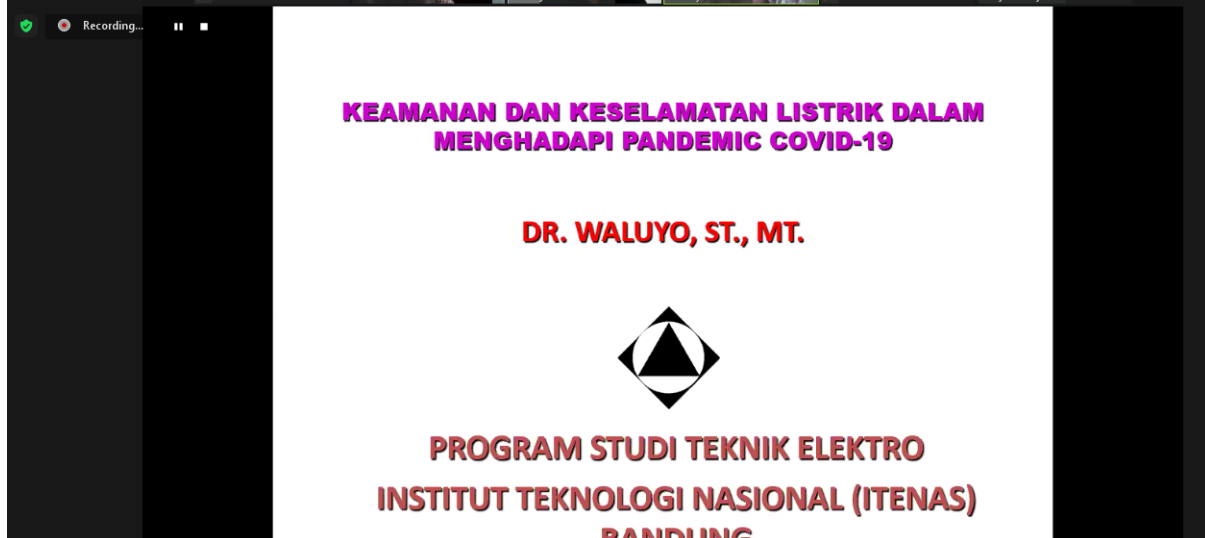 Recording...
KEAMANAN DAN KESELAMATAN LISTRIK DALAM
MENGHADAPI PANDEMIC COVID-19
DR. WALUYO, ST., MT.
PROGRAM STUDI TEKNIK ELEKTRO
INSTITUT TEKNOLOGI NASIONAL (ITENAS)
BANDUNG